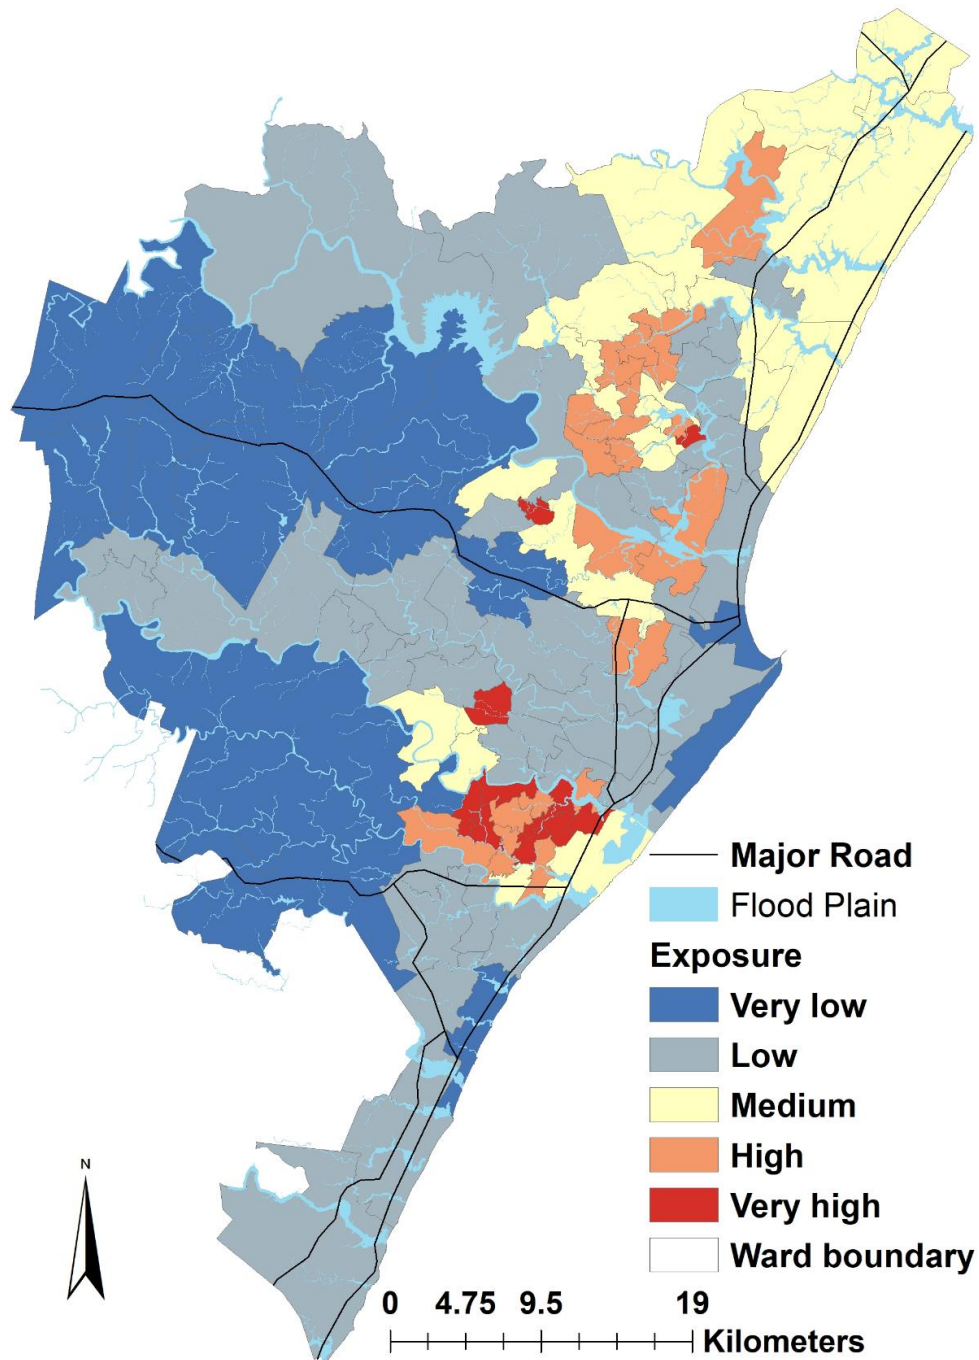 Major Road
Flood Plain
Exposure
Very low
Low
Medium
High
Very high
Ward boundary
N
0 4.75 9.5 19
Kilometers